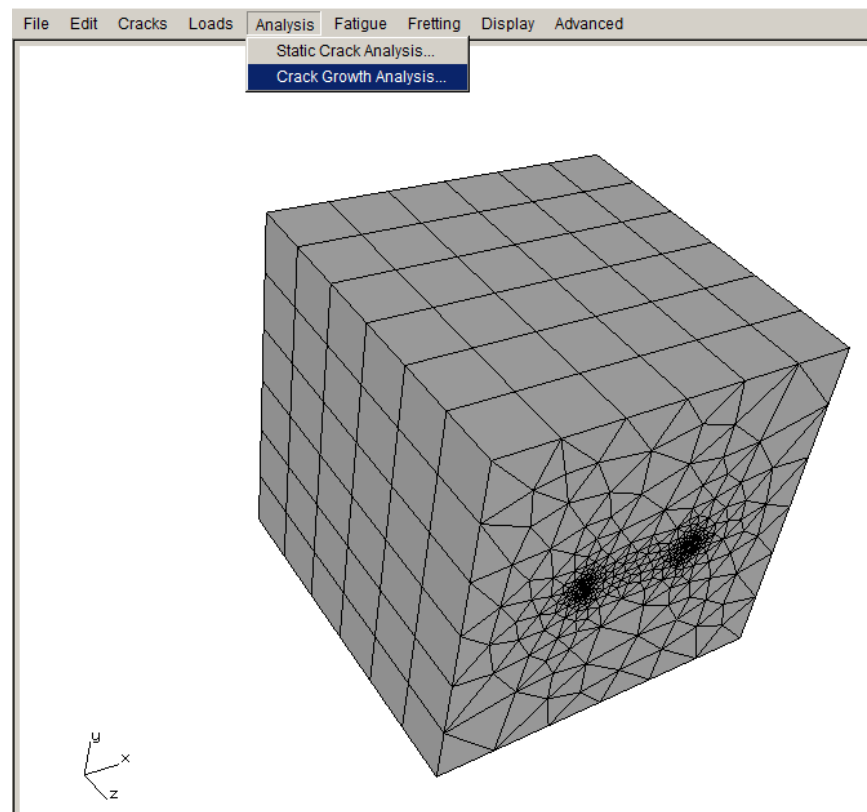 File Edit Cracks Loads Analysis Fatigue Fretting Display Advanced
Static Crack Analysis...
Crack Growth Analysis...
y
x
z